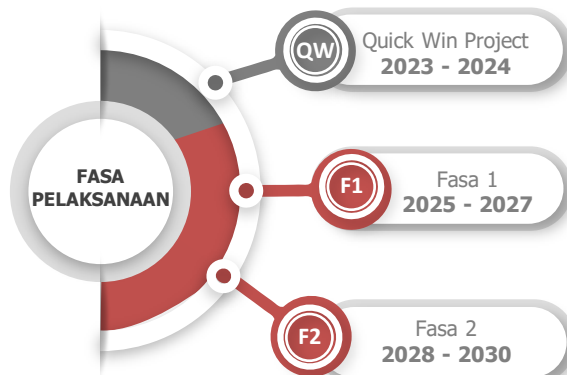 QW
Quick Win Project
2023 - 2024
FASA
PELAKSANAAN
F1
Fasa 1
2025 - 2027
F2
Fasa 2
2028 - 2030